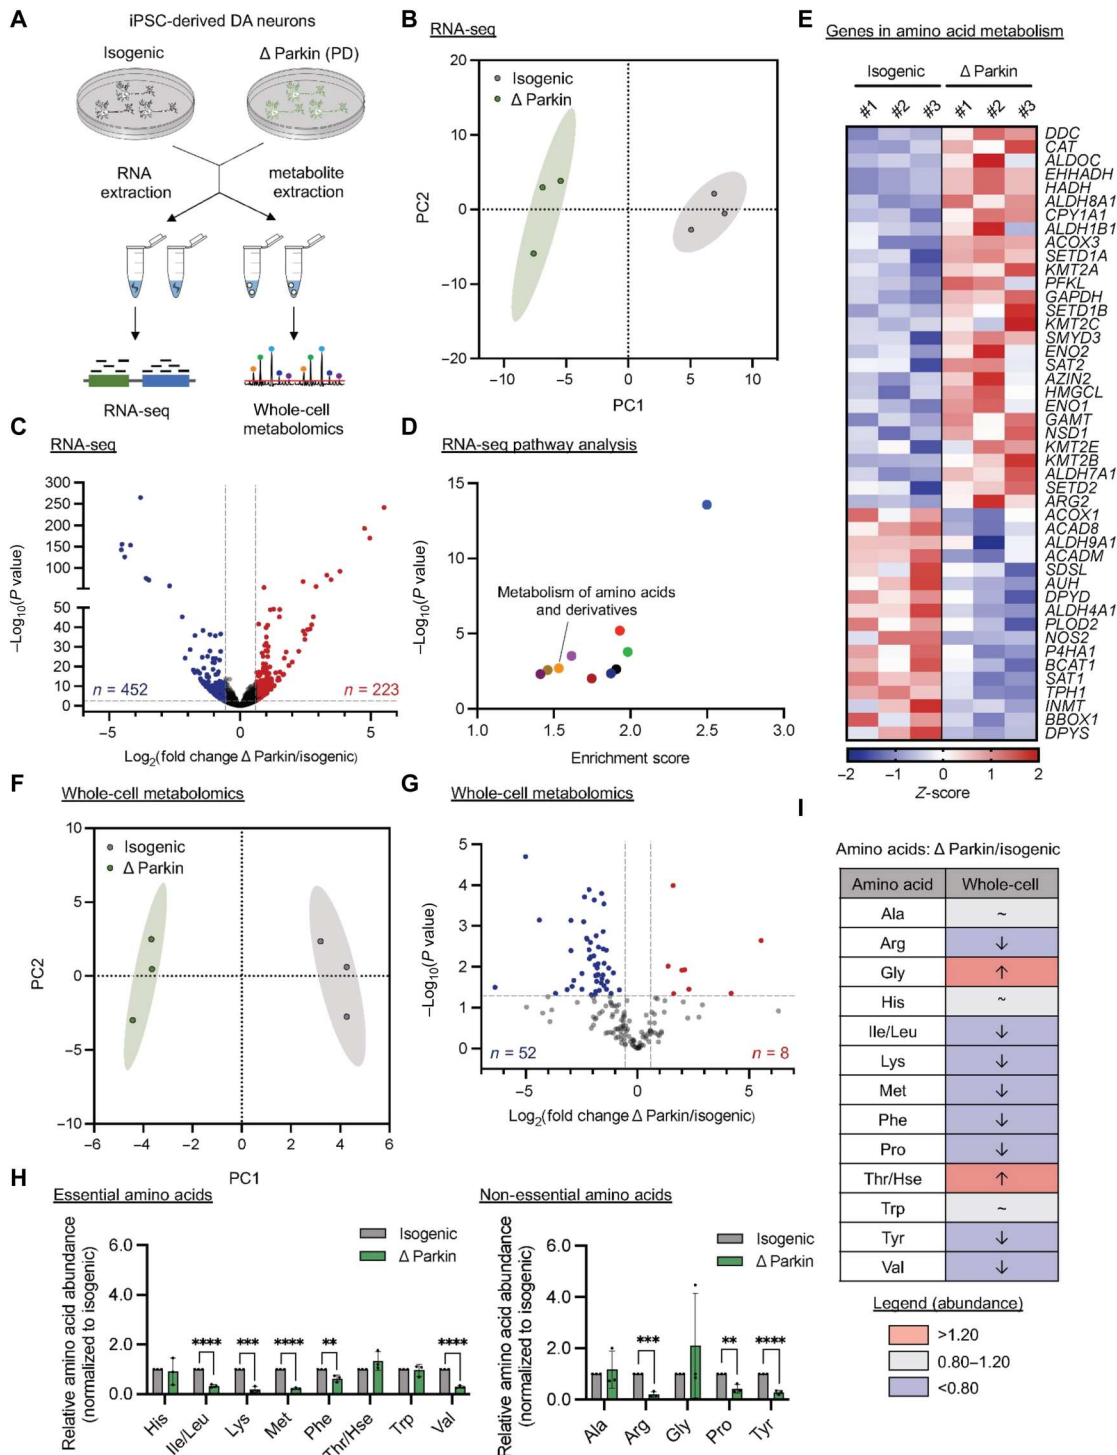 A
iPSC-derived DA neurons
Isogenic
Δ Parkin (PD)
RNA
extraction
metabolite
extraction
RNA-seq
Whole-cell
metabolomics
B
RNA-seq
Isogenic
Δ Parkin
20
10
0
−10
−20
PC2
−10
−5
0
5
10
PC1
C
RNA-seq
300
250
200
150
100
50
40
30
20
10
0
−Log10(P value)
n = 452
n = 223
−5
0
5
Log2(fold change Δ Parkin/isogenic)
D
RNA-seq pathway analysis
15
10
5
0
−Log10(P value)
Metabolism of amino acids
and derivatives
1.0
1.5
2.0
2.5
3.0
Enrichment score
E
Genes in amino acid metabolism
Isogenic
Δ Parkin
#1 #2 #3 #1 #2 #3
DDC
CAT
ALDOC
EHHADH
HADH
ALDH8A1
CPY1A1
ALDH1B1
ACOX3
SETD1A
KMT2A
PFKL
GAPDH
SETD1B
KMT2C
SMYD3
ENO2
SAT2
AZIN2
HMGCL
ENO1
GAMT
NSD1
KMT2E
KMT2B
ALDH7A1
SETD2
ARG2
ACOX1
ACAD8
ALDH9A1
ACADM
SDSL
AUH
DPYD
ALDH4A1
PLOD2
NOS2
P4HA1
BCAT1
SAT1
TPH1
INMT
BBOX1
DPYS
−2 −1 0 1 2
Z-score
F
Whole-cell metabolomics
Isogenic
Δ Parkin
10
5
0
−5
−10
PC2
−6 −4 −2 0 2 4 6
PC1
G
Whole-cell metabolomics
5
4
3
2
1
0
−Log10(P value)
n = 52
n = 8
−5
0
5
Log2(fold change Δ Parkin/isogenic)
H
Essential amino acids
Relative amino acid abundance
(normalized to isogenic)
6.0
4.0
2.0
0.0
Isogenic
Δ Parkin
**** *** **** ** ****
His
Ile/Leu
Lys
Met
Phe
Thr/Hse
Trp
Val
Non-essential amino acids
Relative amino acid abundance
(normalized to isogenic)
6.0
4.0
2.0
0.0
Isogenic
Δ Parkin
*** ** ****
Ala
Arg
Gly
Pro
Tyr
I
Amino acids: Δ Parkin/isogenic
Amino acid Whole-cell
Ala ~
Arg ↓
Gly ↑
His ~
Ile/Leu ↓
Lys ↓
Met ↓
Phe ↓
Pro ↓
Thr/Hse ↑
Trp ~
Tyr ↓
Val ↓
Legend (abundance)
>1.20
0.80–1.20
<0.80